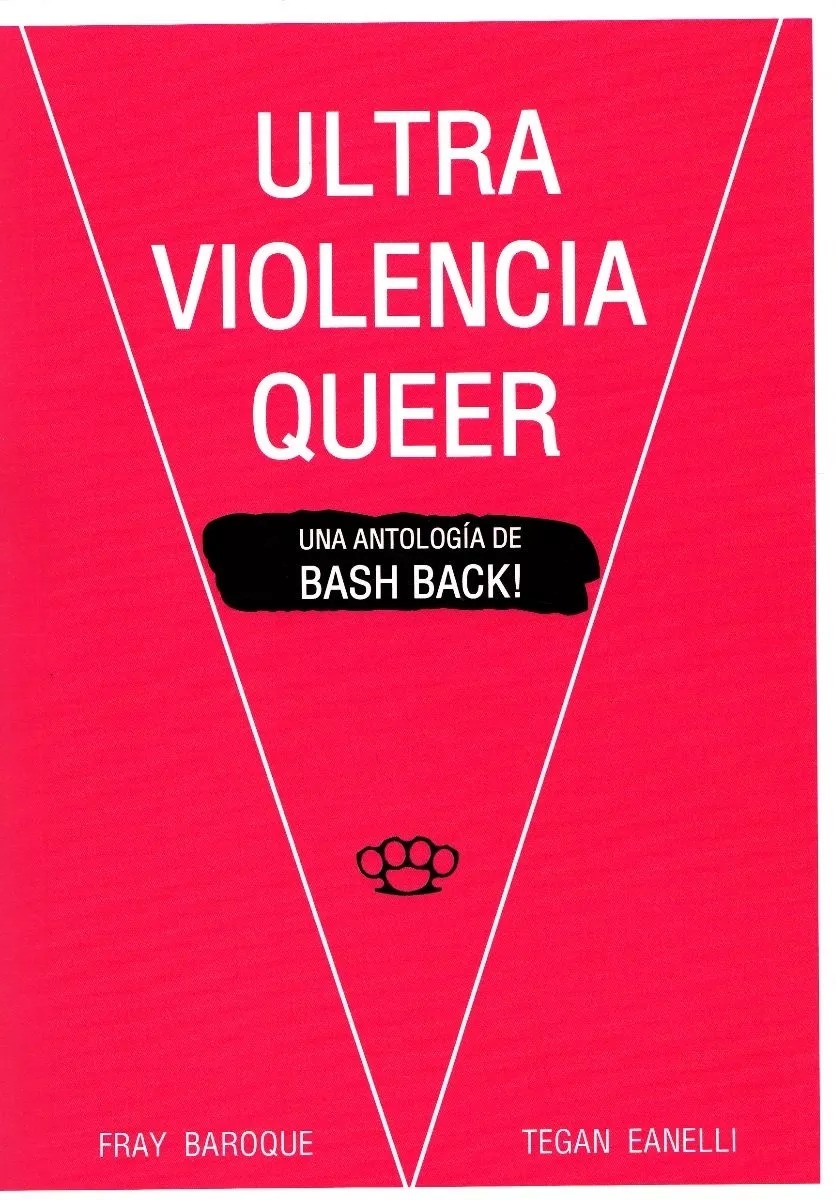 ULTRA
VIOLENCIA
QUEER
UNA ANTOLOGÍA DE
BASH BACK!
FRAY BAROQUE
TEGAN EANELLI